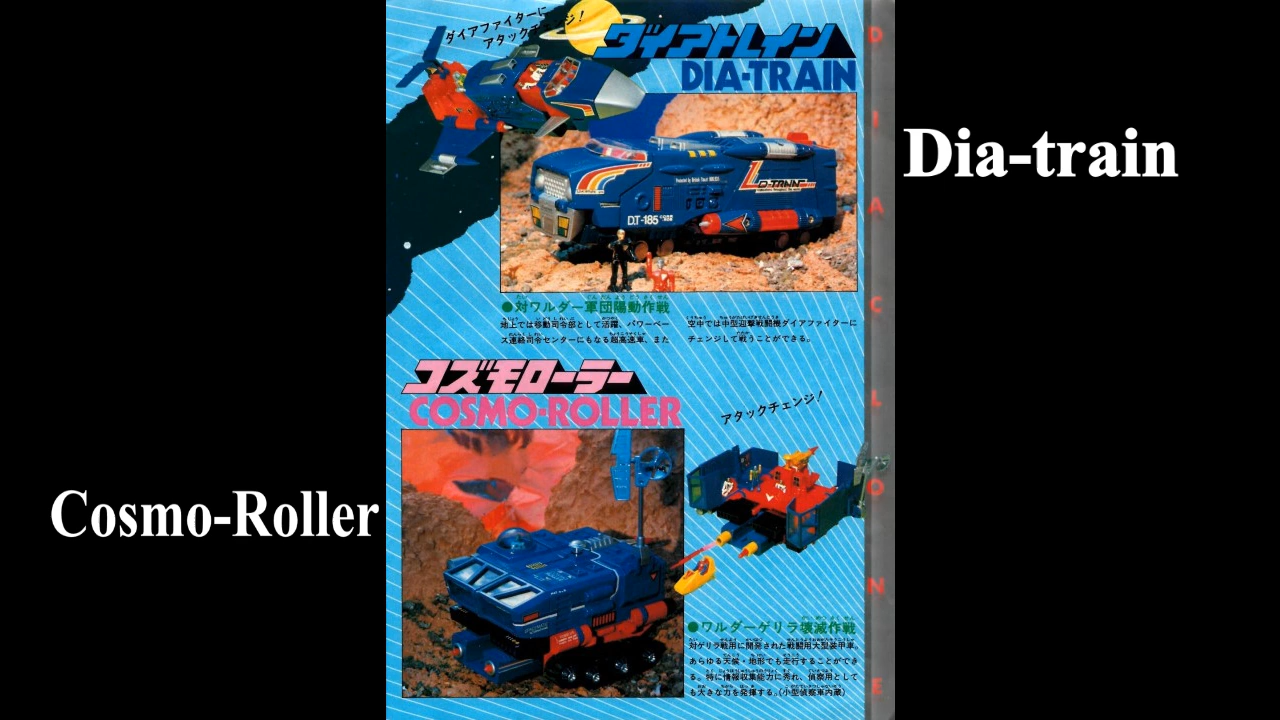 ダイアファイターに
アタックチェンジ!
ダイアトレイン
DIA-TRAIN
Dia-train
D-TRAIN
D.T-185
●対ワルダー軍団陽動作戦
地上では移動司令部として活躍、パワーベー
ス連絡司令センターにもなる超高速車、また
空中では中型迎撃戦闘機ダイアファイターに
チェンジして戦うことができる。
コズモローラー
COSMO-ROLLER
アタックチェンジ!
Cosmo-Roller
●ワルダーゲリラ壊滅作戦
対ゲリラ戦用に開発された戦闘用大型装甲車。
あらゆる天候・地形でも走行することができ
る。特に情報収集能力に秀れ、偵察用として
も大きな力を発揮する。(小型偵察車内蔵)
DIACLONE